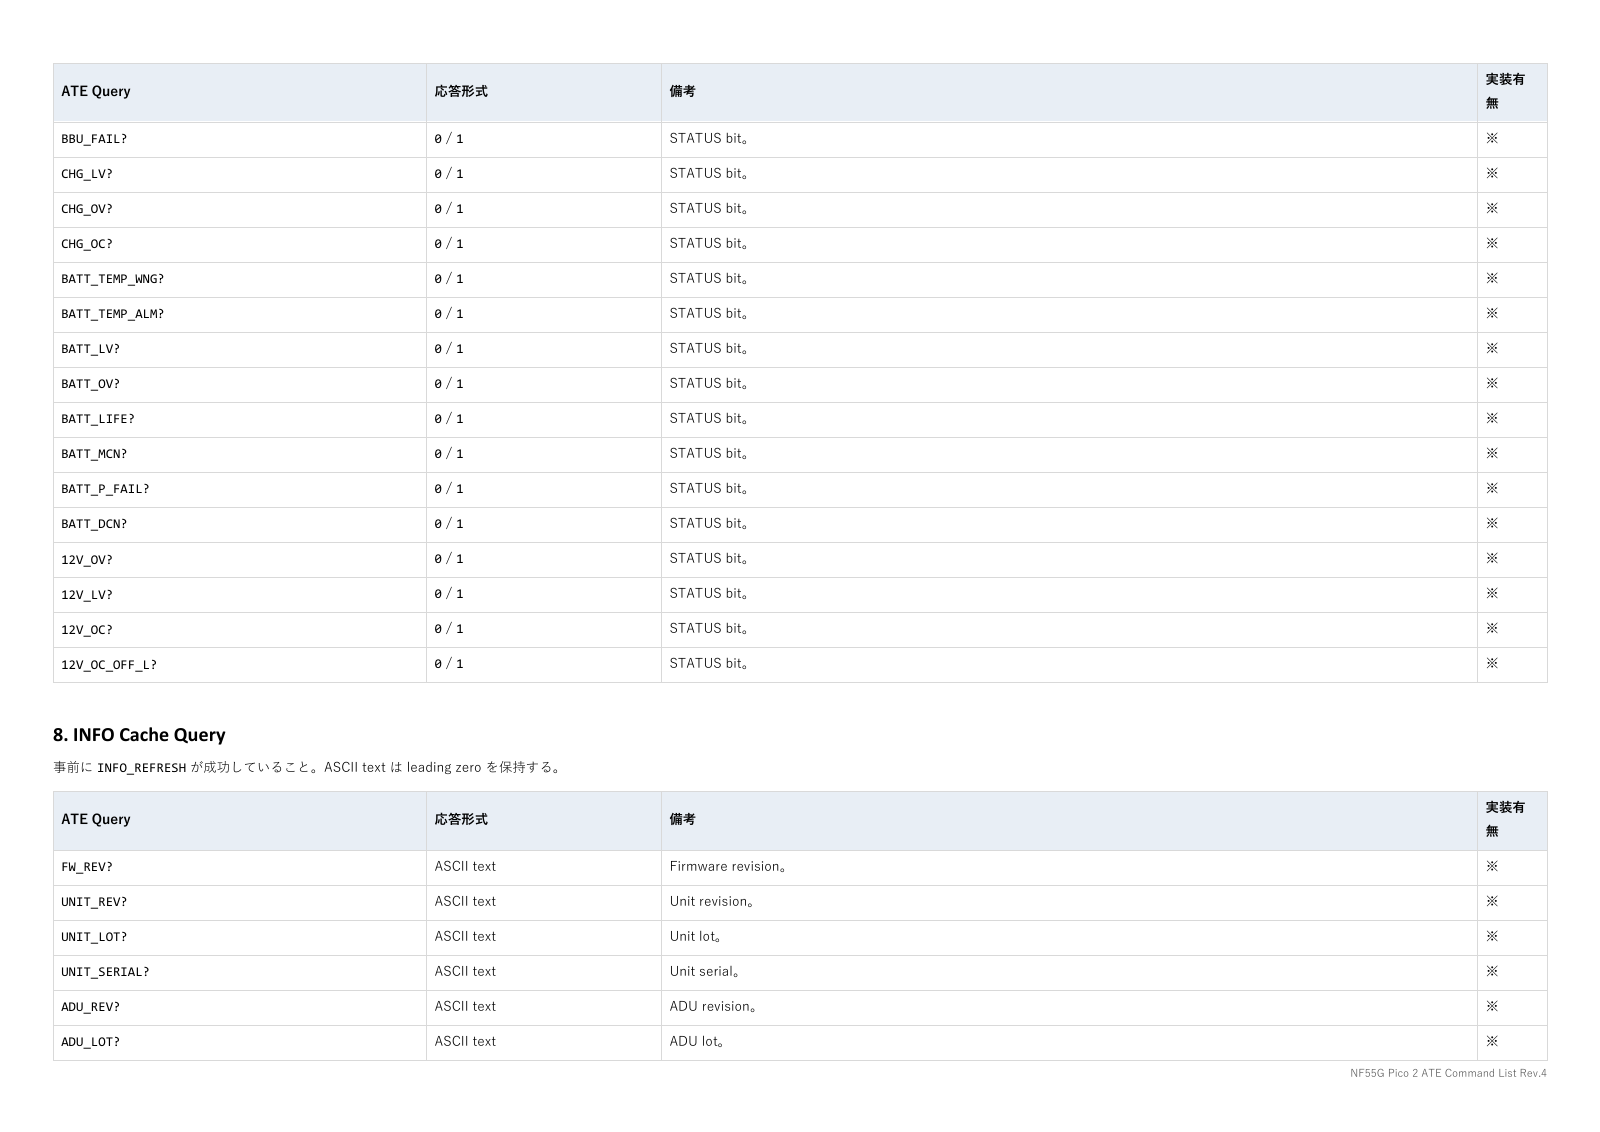 ATE Query 応答形式 備考 実装有
無
BBU_FAIL? 0 / 1 STATUS bit。 ※
CHG_LV? 0 / 1 STATUS bit。 ※
CHG_OV? 0 / 1 STATUS bit。 ※
CHG_OC? 0 / 1 STATUS bit。 ※
BATT_TEMP_WNG? 0 / 1 STATUS bit。 ※
BATT_TEMP_ALM? 0 / 1 STATUS bit。 ※
BATT_LV? 0 / 1 STATUS bit。 ※
BATT_OV? 0 / 1 STATUS bit。 ※
BATT_LIFE? 0 / 1 STATUS bit。 ※
BATT_MCN? 0 / 1 STATUS bit。 ※
BATT_P_FAIL? 0 / 1 STATUS bit。 ※
BATT_DCN? 0 / 1 STATUS bit。 ※
12V_OV? 0 / 1 STATUS bit。 ※
12V_LV? 0 / 1 STATUS bit。 ※
12V_OC? 0 / 1 STATUS bit。 ※
12V_OC_OFF_L? 0 / 1 STATUS bit。 ※
8. INFO Cache Query
事前に INFO_REFRESH が成功していること。ASCII text は leading zero を保持する。
ATE Query 応答形式 備考 実装有
無
FW_REV? ASCII text Firmware revision。 ※
UNIT_REV? ASCII text Unit revision。 ※
UNIT_LOT? ASCII text Unit lot。 ※
UNIT_SERIAL? ASCII text Unit serial。 ※
ADU_REV? ASCII text ADU revision。 ※
ADU_LOT? ASCII text ADU lot。 ※
NF55G Pico 2 ATE Command List Rev.4